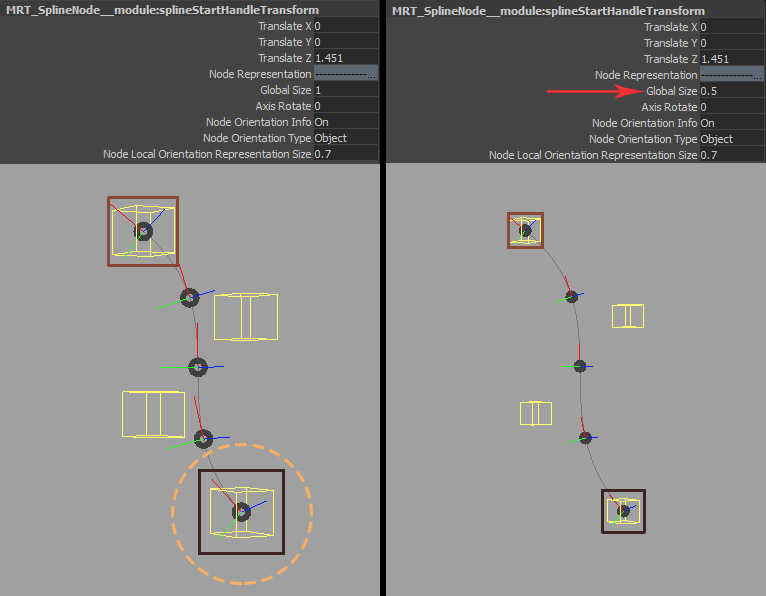 MRT_SplineNode__module:splineStartHandleTransform
Translate X 0
Translate Y 0
Translate Z 1.451
Node Representation -------------...
Global Size 1
Axis Rotate 0
Node Orientation Info On
Node Orientation Type Object
Node Local Orientation Representation Size 0.7
MRT_SplineNode__module:splineStartHandleTransform
Translate X 0
Translate Y 0
Translate Z 1.451
Node Representation -------------...
Global Size 0.5
Axis Rotate 0
Node Orientation Info On
Node Orientation Type Object
Node Local Orientation Representation Size 0.7